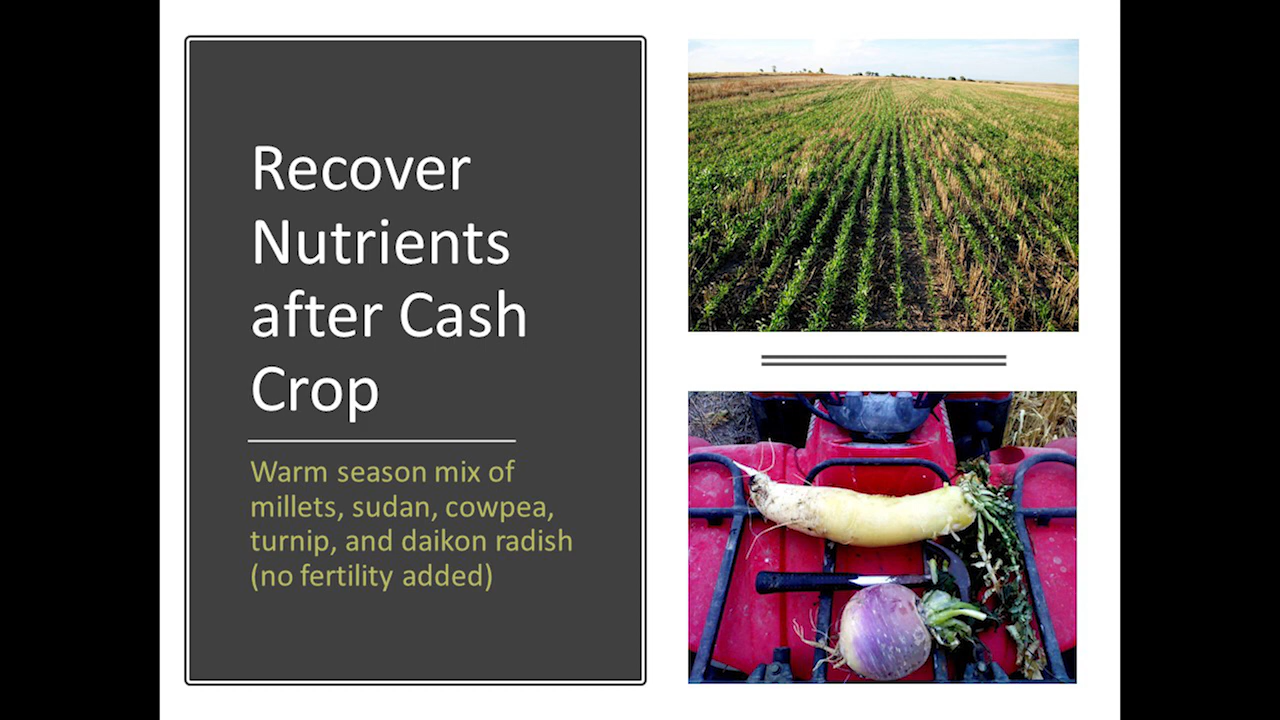 Recover
Nutrients
after Cash
Crop
Warm season mix of
millets, sudan, cowpea,
turnip, and daikon radish
(no fertility added)